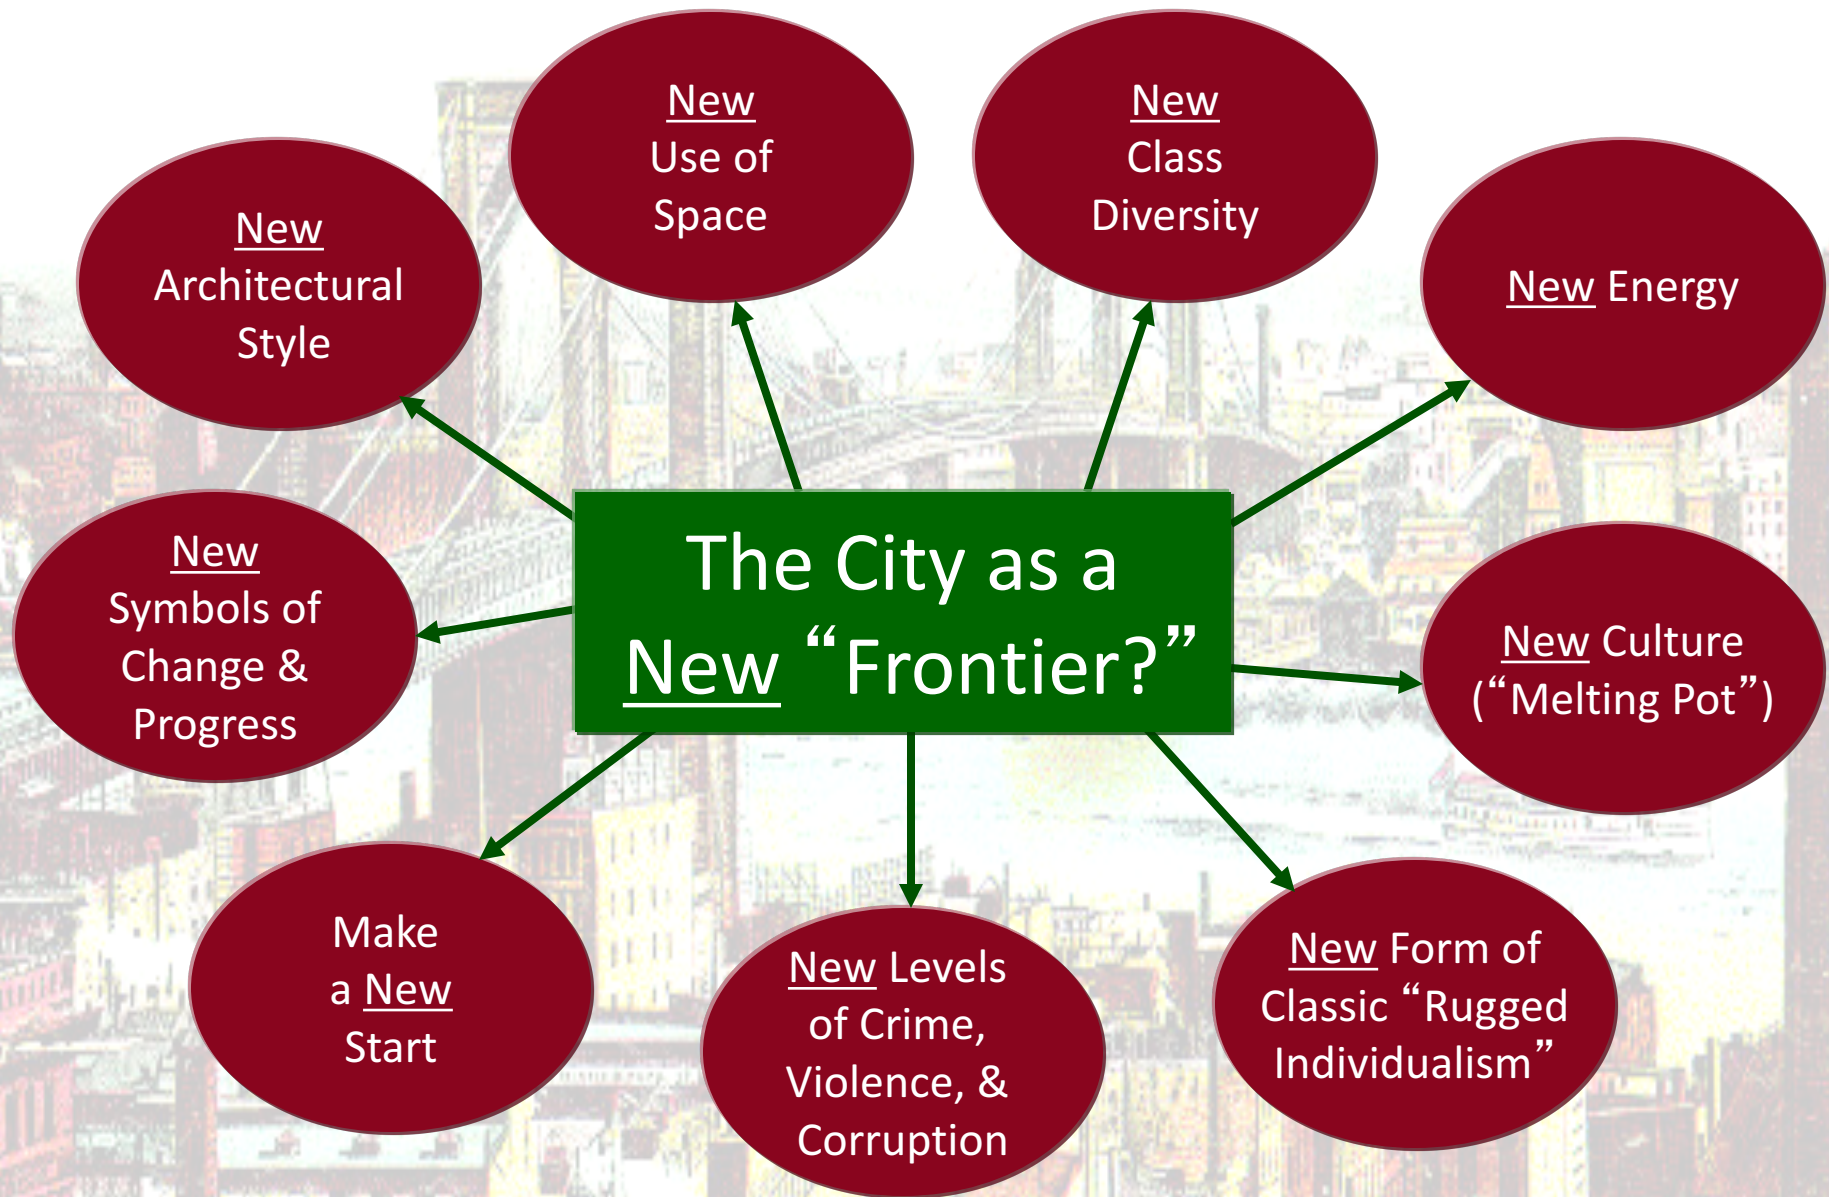 New
Use of
Space
New
Class
Diversity
New
Architectural
Style
New Energy
New
Symbols of
Change &
Progress
The City as a
New “Frontier?”
New Culture
(“Melting Pot”)
Make
a New
Start
New Levels
of Crime,
Violence, &
Corruption
New Form of
Classic “Rugged
Individualism”